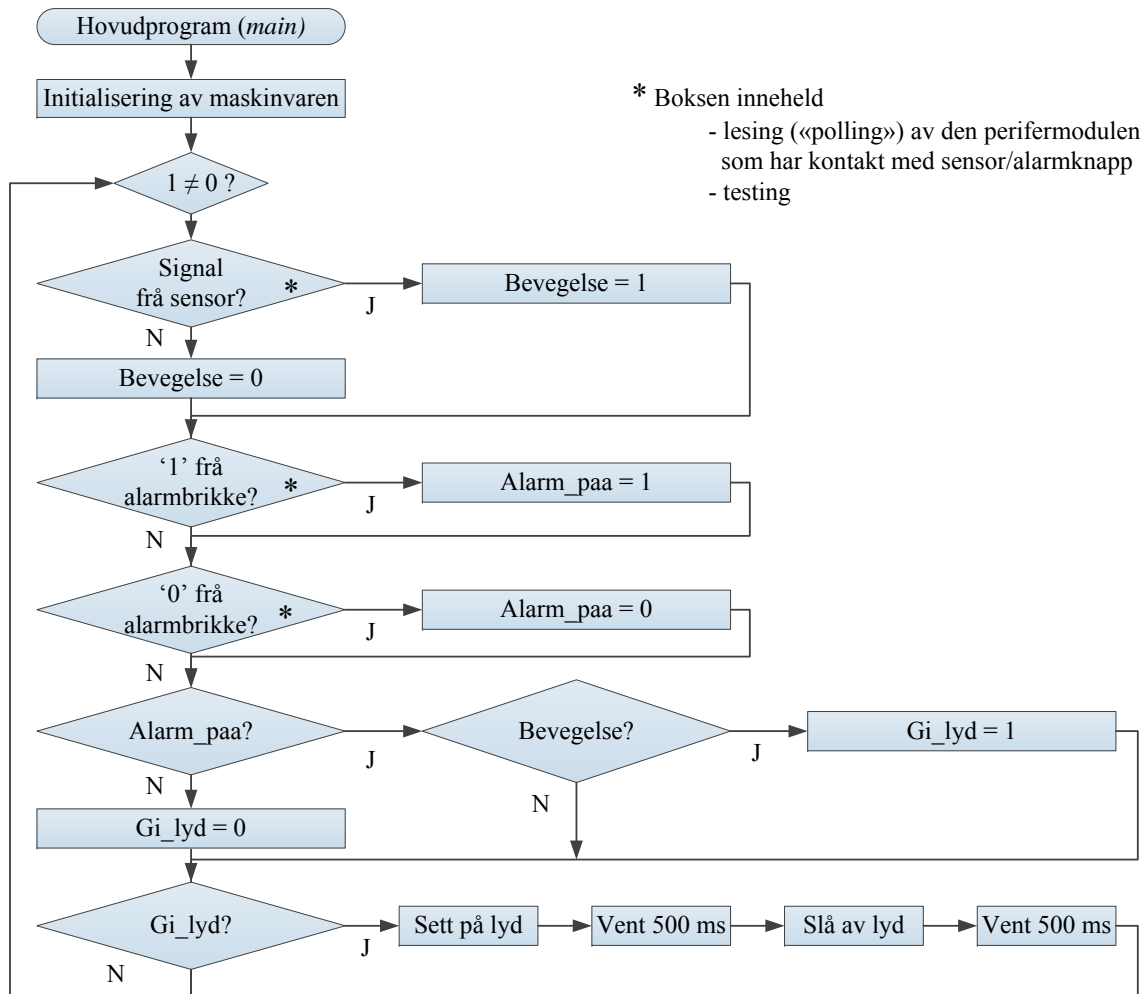 Hovudprogram (main)
Initialisering av maskinvaren
* Boksen inneheld
- lesing («polling») av den perifermodulen
som har kontakt med sensor/alarmknapp
- testing
1 ≠ 0 ?
Signal
frå sensor?
*
J
Bevegelse = 1
N
Bevegelse = 0
‘1’ frå
alarmbrikke?
*
J
Alarm_paa = 1
N
‘0’ frå
alarmbrikke?
*
J
Alarm_paa = 0
N
Alarm_paa?
J
Bevegelse?
J
Gi_lyd = 1
N
N
Gi_lyd = 0
Gi_lyd?
J
Sett på lyd
Vent 500 ms
Slå av lyd
Vent 500 ms
N